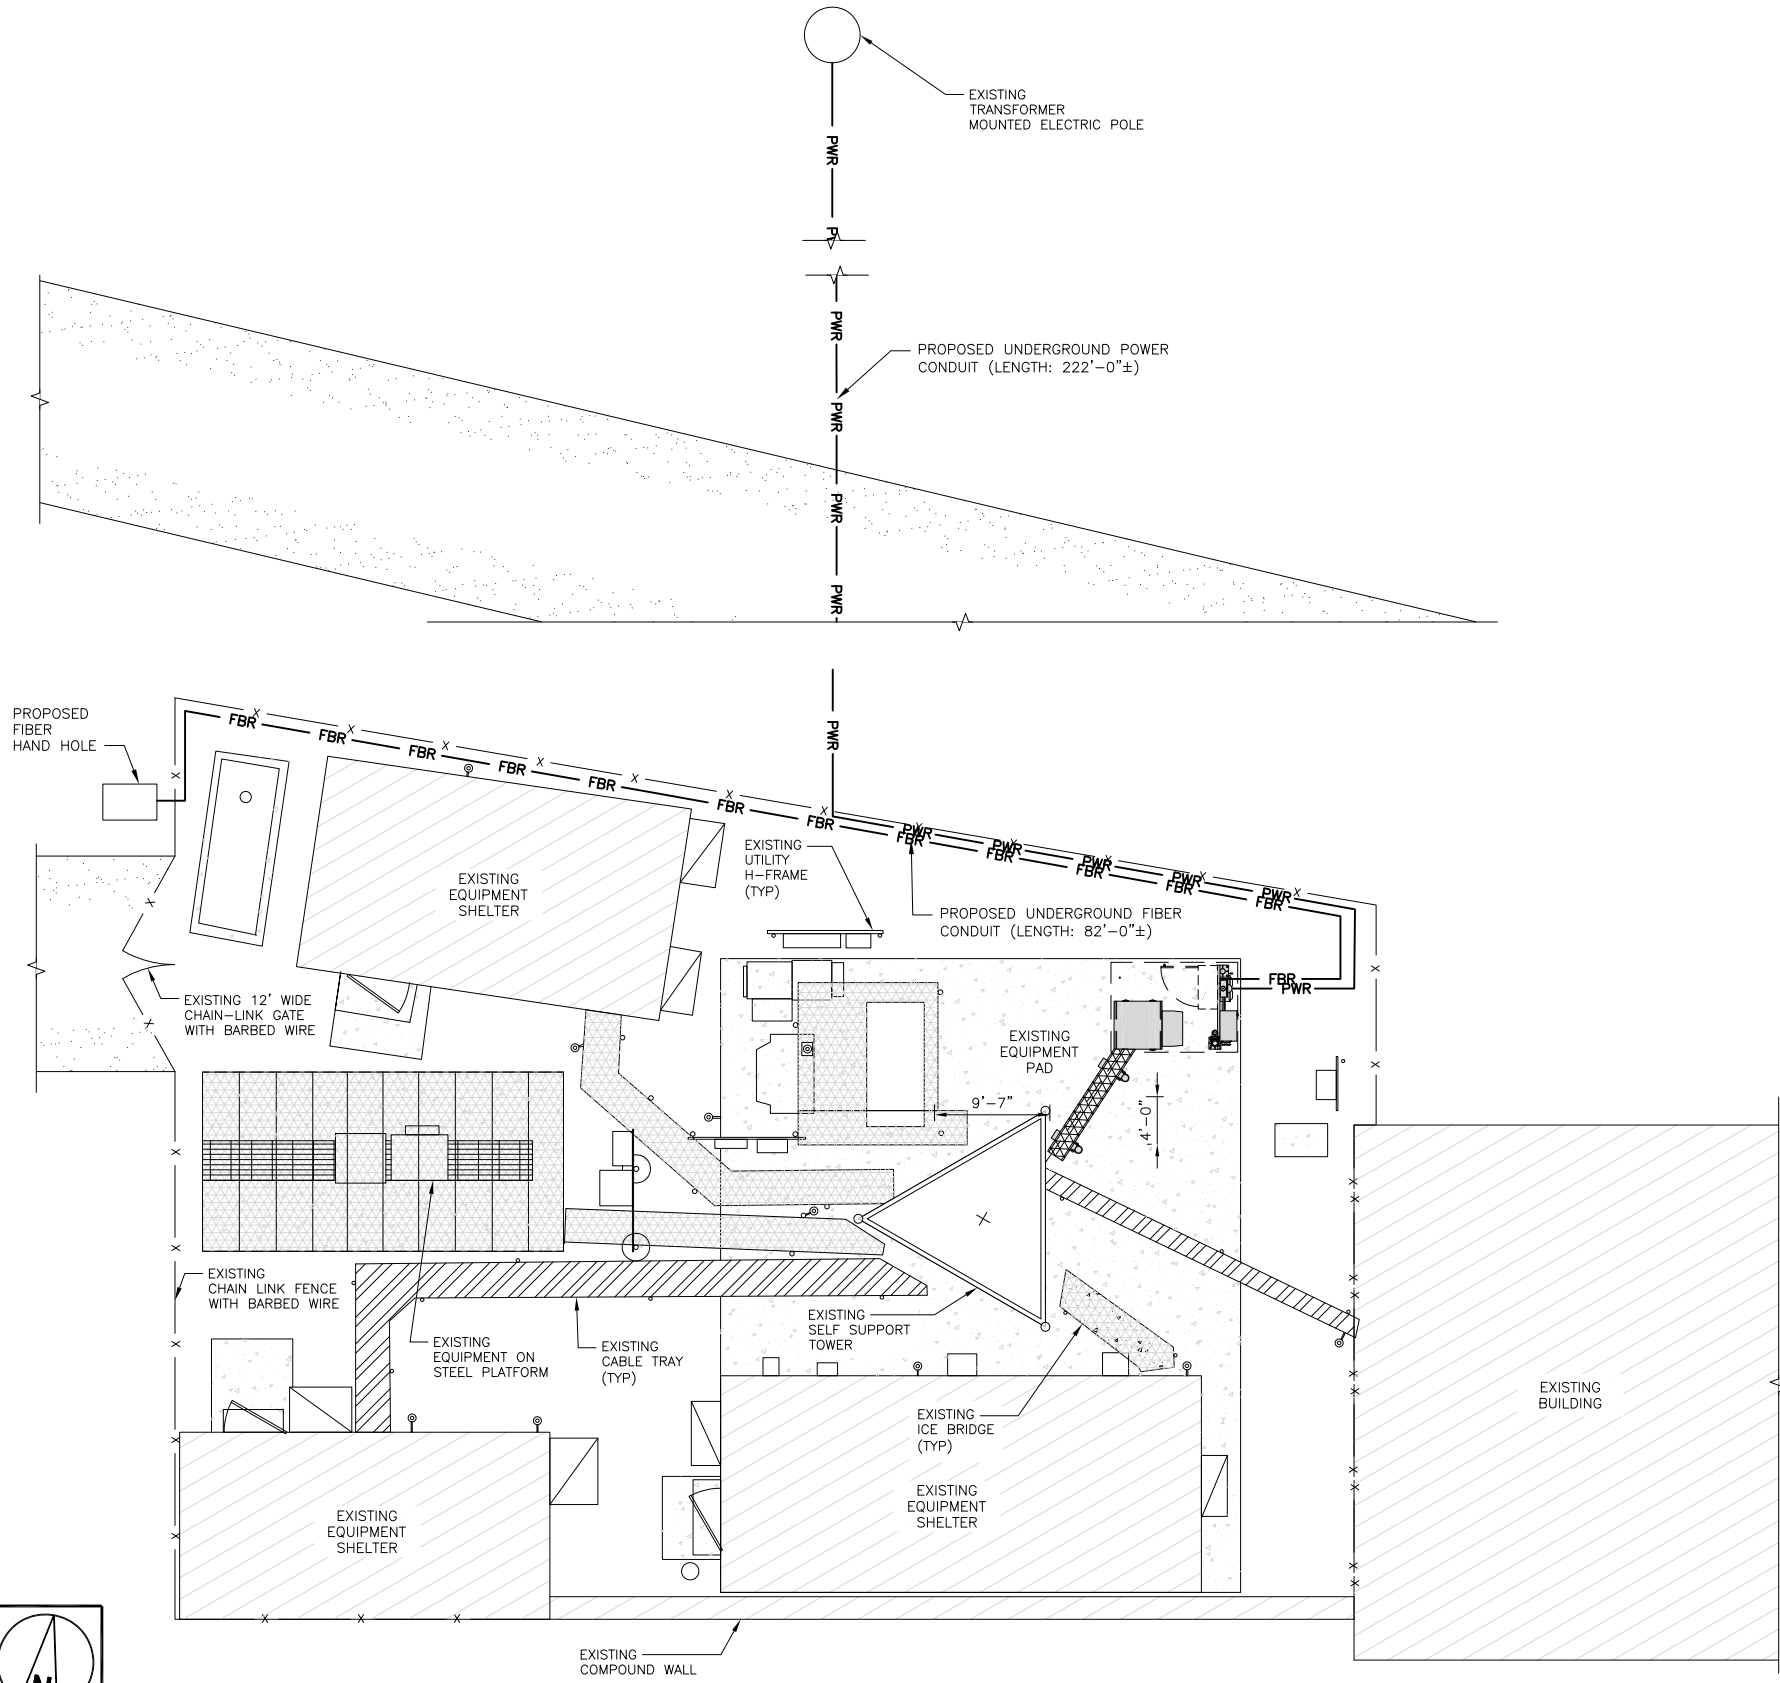 EXISTING
TRANSFORMER
MOUNTED ELECTRIC POLE
PWR
PROPOSED UNDERGROUND POWER
CONDUIT (LENGTH: 222'-0"±)
PWR
PWR
PWR
PWR
PROPOSED
FIBER
HAND HOLE
PWR
FBR
FBR
FBR
FBR
FBR
FBR
FBR
FBR
FBR
FBR
FBR
FBR
PWR
PWR
PWR
PWR
PWR
EXISTING
UTILITY
H-FRAME
(TYP)
EXISTING
EQUIPMENT
SHELTER
PROPOSED UNDERGROUND FIBER
CONDUIT (LENGTH: 82'-0"±)
FBR
PWR
EXISTING 12' WIDE
CHAIN-LINK GATE
WITH BARBED WIRE
EXISTING
EQUIPMENT
PAD
9'-7"
4'-0"
EXISTING
CHAIN LINK FENCE
WITH BARBED WIRE
EXISTING
EQUIPMENT ON
STEEL PLATFORM
EXISTING
CABLE TRAY
(TYP)
EXISTING
SELF SUPPORT
TOWER
EXISTING
ICE BRIDGE
(TYP)
EXISTING
BUILDING
EXISTING
EQUIPMENT
SHELTER
EXISTING
EQUIPMENT
SHELTER
EXISTING
COMPOUND WALL
N